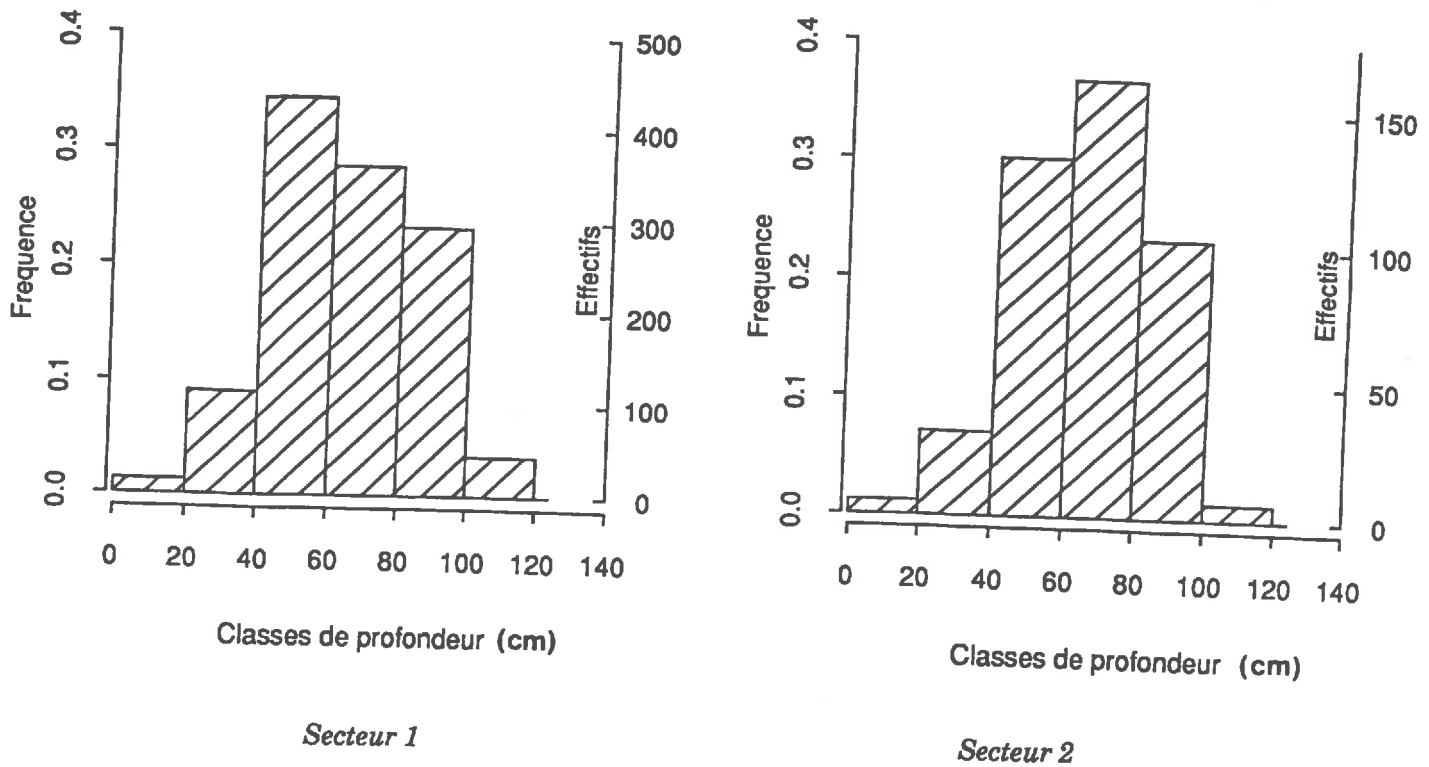 0.4
0.3
0.2
0.1
0.0
Frequence
500
400
300
200
100
0
Effectifs
0 20 40 60 80 100 120 140
Classes de profondeur (cm)
Secteur 1
0.4
0.3
0.2
0.1
0.0
Frequence
150
100
50
0
Effectifs
0 20 40 60 80 100 120 140
Classes de profondeur (cm)
Secteur 2